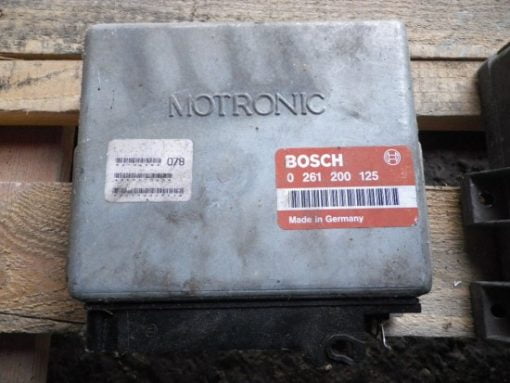 MOTRONIC
078
BOSCH
0 261 200 125
Made in Germany